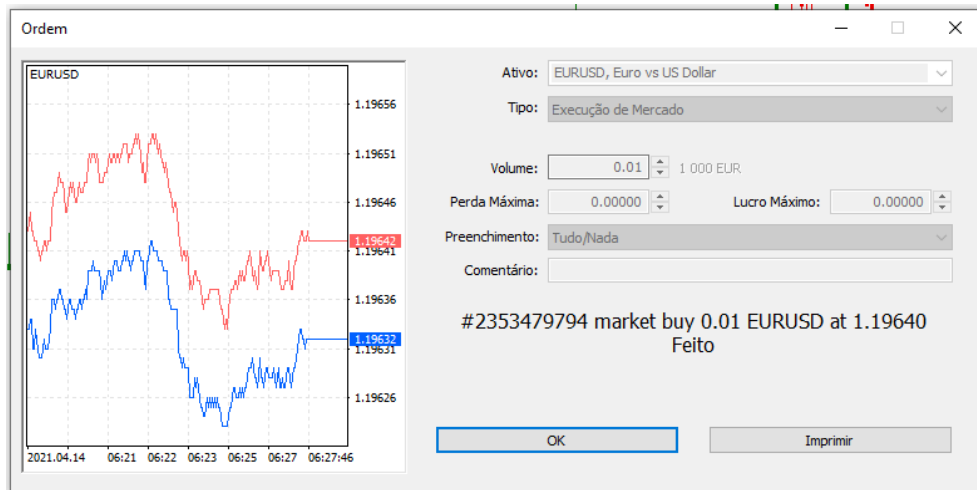 Ordem
EURUSD
1.19656
1.19651
1.19646
1.19642
1.19641
1.19636
1.19632
1.19631
1.19626
2021.04.14 06:21 06:22 06:23 06:25 06:27 06:27:46
Ativo: EURUSD, Euro vs US Dollar
Tipo: Execução de Mercado
Volume: 0.01 1 000 EUR
Perda Máxima: 0.00000 Lucro Máximo: 0.00000
Preenchimento: Tudo/Nada
Comentário:
#2353479794 market buy 0.01 EURUSD at 1.19640
Feito
OK Imprimir